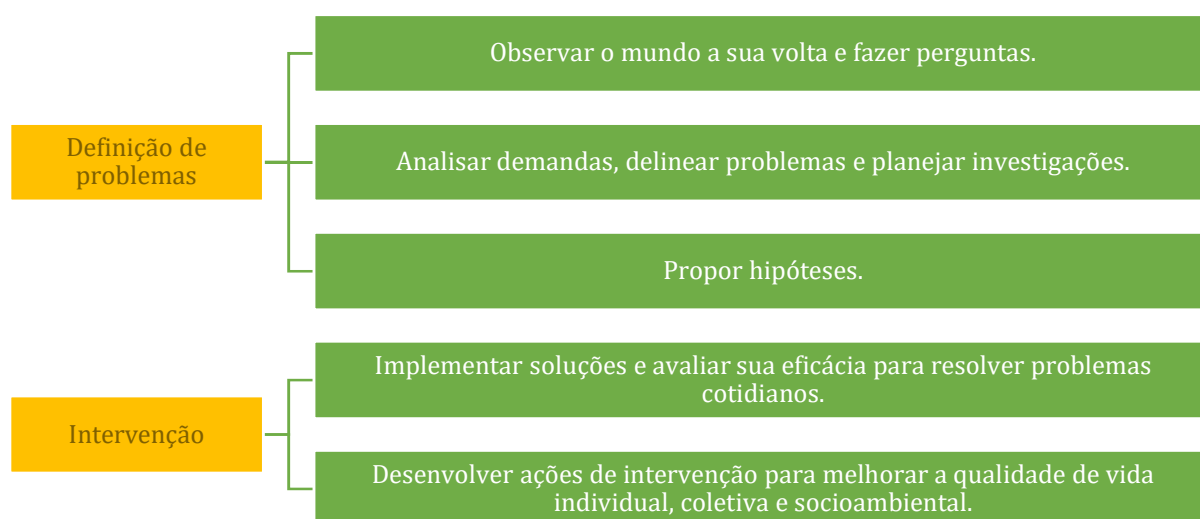 Definição de
problemas
Observar o mundo a sua volta e fazer perguntas.
Analisar demandas, delinear problemas e planejar investigações.
Propor hipóteses.
Intervenção
Implementar soluções e avaliar sua eficácia para resolver problemas
cotidianos.
Desenvolver ações de intervenção para melhorar a qualidade de vida
individual, coletiva e socioambiental.